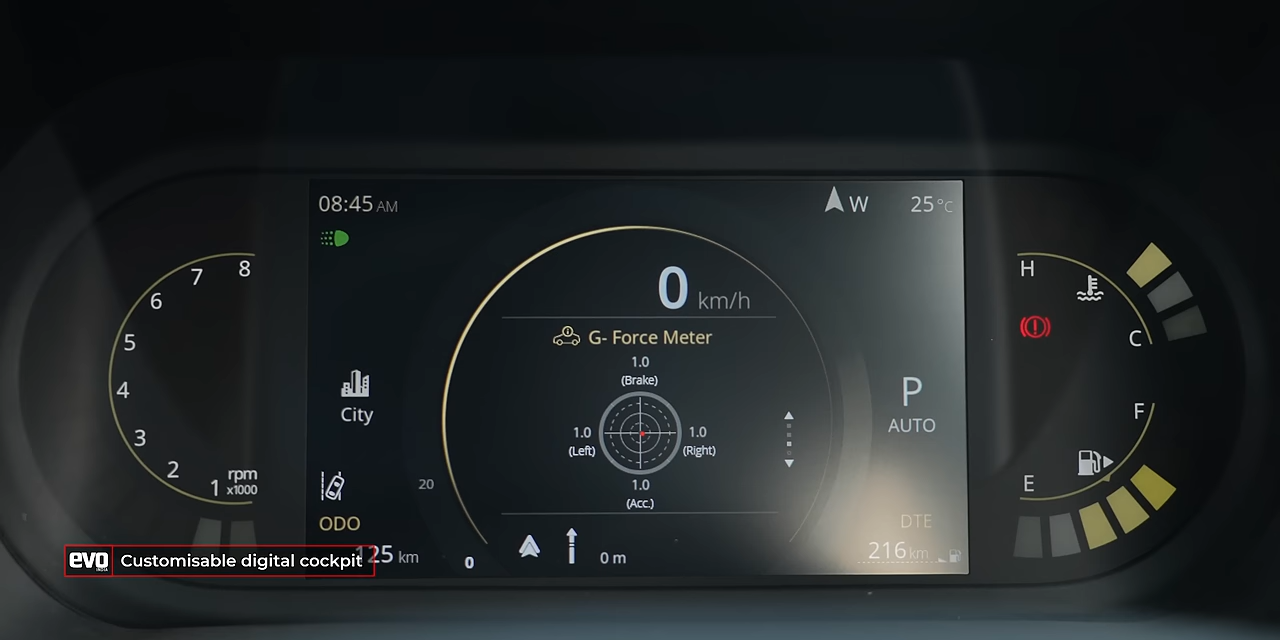 08:45 AM
W
25 °C
8
7
6
5
4
3
2
1
rpm
x1000
0 km/h
G- Force Meter
1.0
(Brake)
1.0
(Left)
1.0
(Right)
1.0
(Acc.)
City
20
ODO
125 km
0
0 m
P
AUTO
DTE
216 km
H
C
F
E
evo
INDIA
Customisable digital cockpit